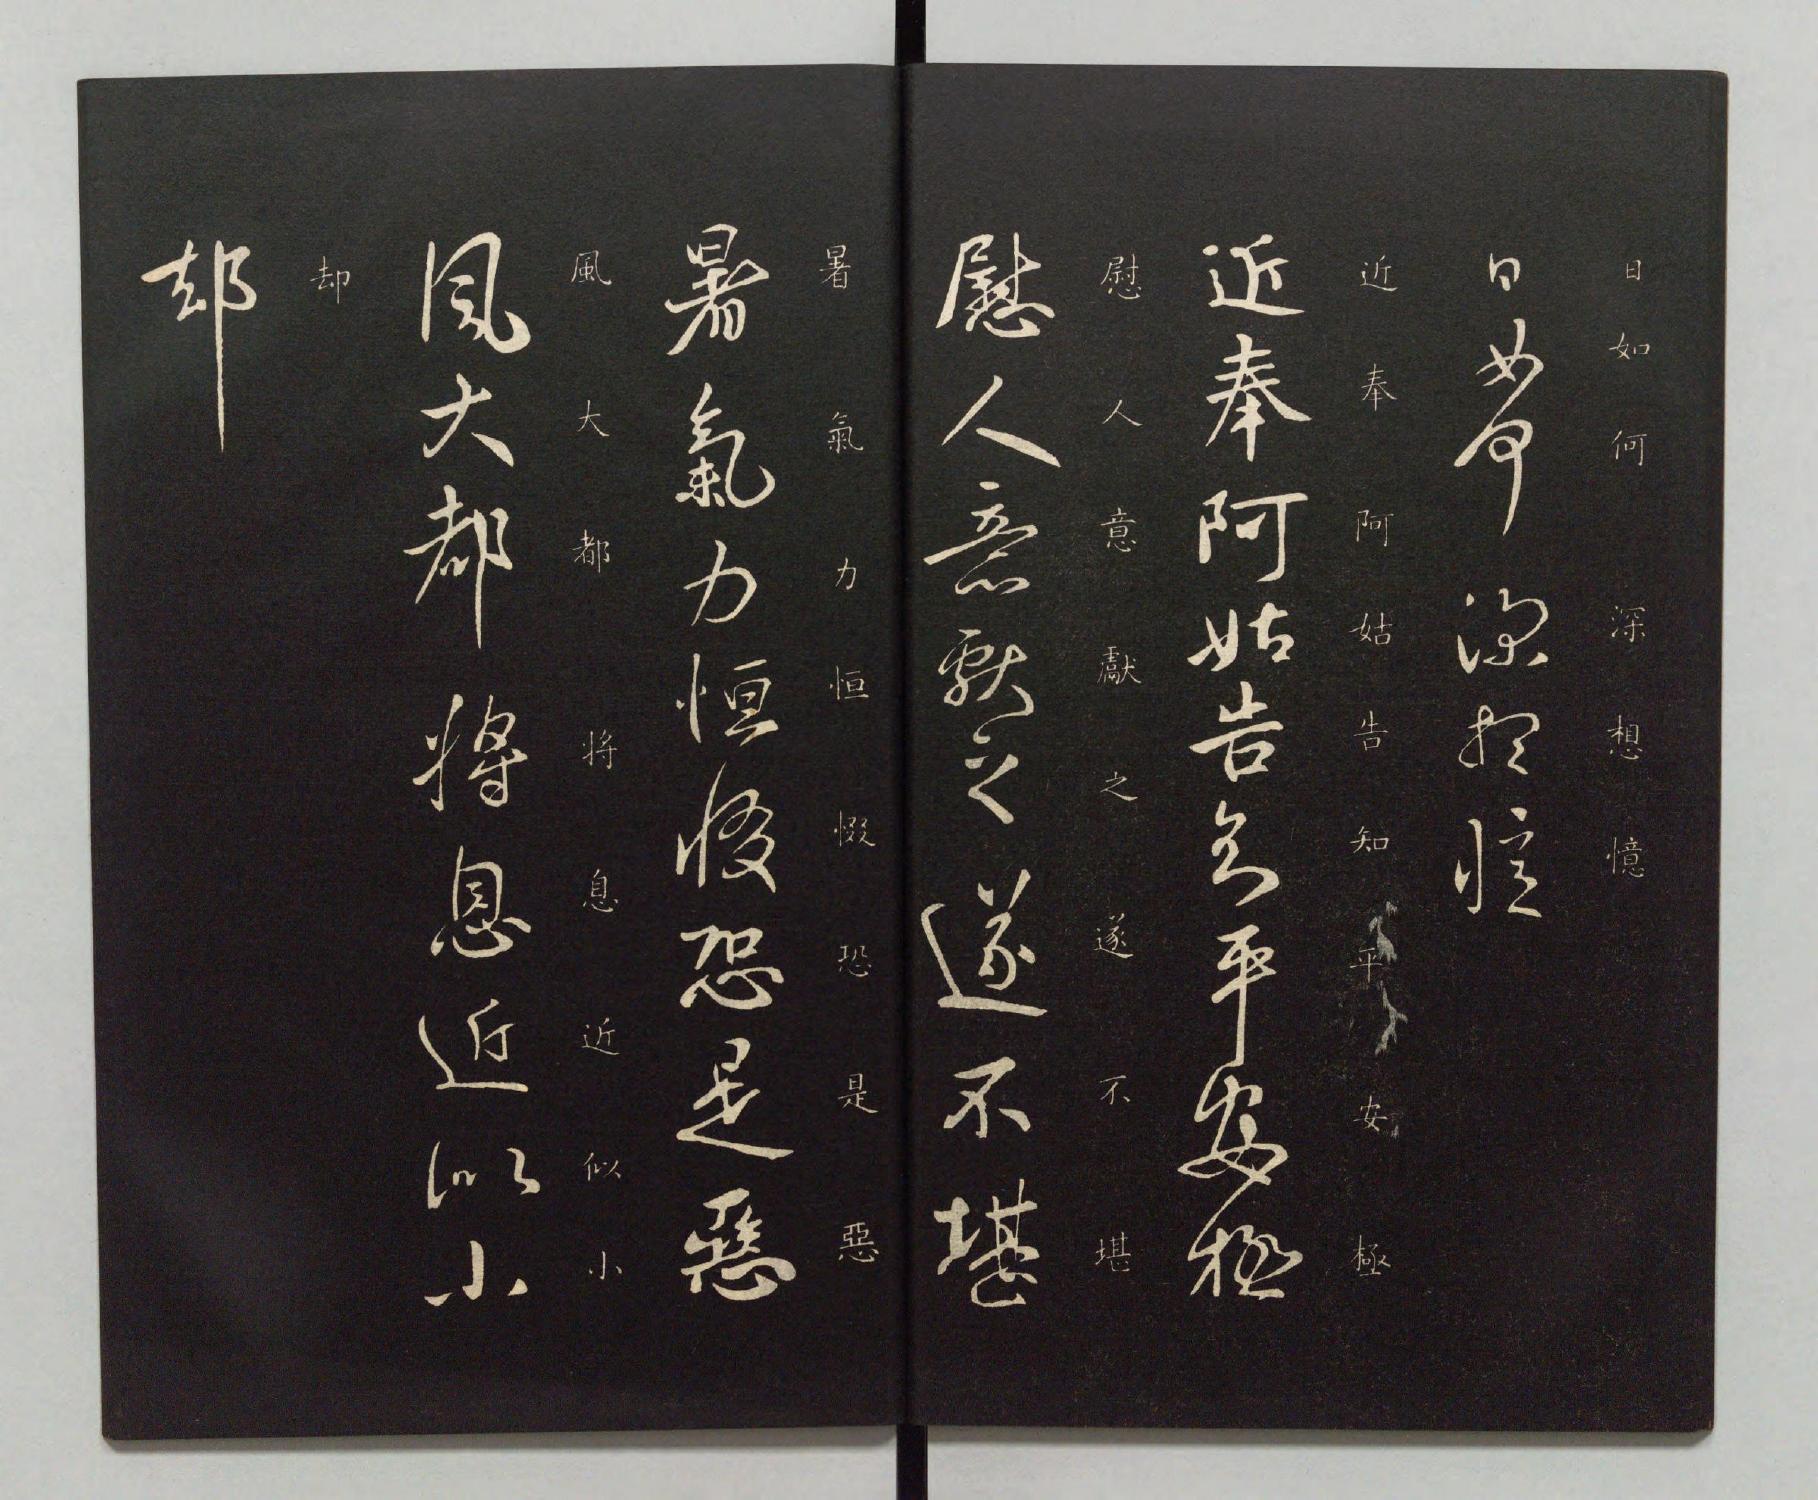 日如何深想憶
日如何深想憶
近奉阿姑告知平安極
近奉阿姑告知平安極
慰人意獻之遂不堪
慰人意獻之遂不堪
暑氣力恒惙恐是惡
暑氣力恒惙恐是惡
風大都將息近似小
風大都將息近似小
却
却